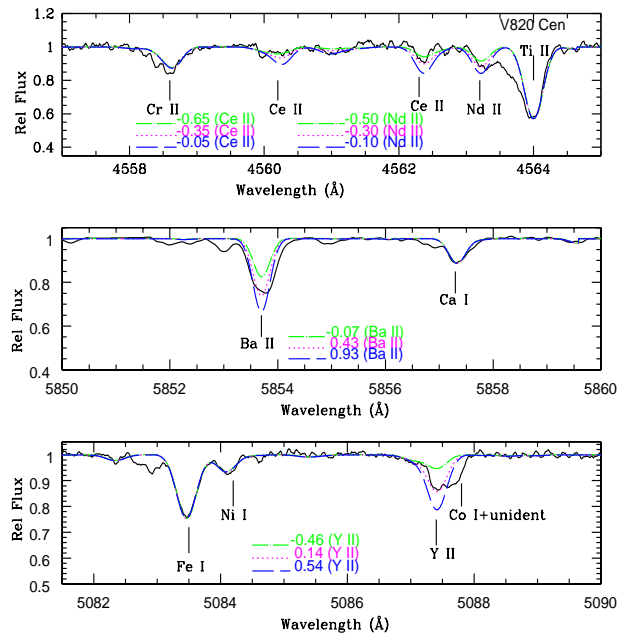 V820 Cen
1.2
1
0.8
0.6
0.4
Rel Flux
Cr II
Ce II
Ce II
Nd II
Ti II
-0.65 (Ce II)
-0.35 (Ce II)
-0.05 (Ce II)
-0.50 (Nd II)
-0.30 (Nd II)
-0.10 (Nd II)
4558
4560
4562
4564
Wavelength (Å)
1
0.8
0.6
0.4
Rel Flux
Ba II
Ca I
-0.07 (Ba II)
0.43 (Ba II)
0.93 (Ba II)
5850
5852
5854
5856
5858
5860
Wavelength (Å)
1
0.9
0.8
0.7
0.6
0.5
Rel Flux
Fe I
Ni I
Y II
Co I+unident
-0.46 (Y II)
0.14 (Y II)
0.54 (Y II)
5082
5084
5086
5088
5090
Wavelength (Å)